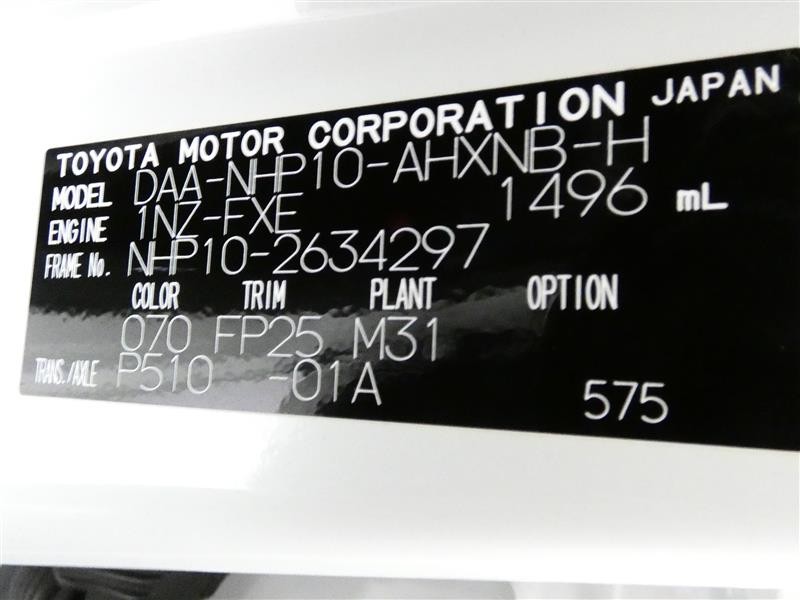 TOYOTA MOTOR CORPORATION JAPAN
MODEL DAA-NHP10-AHXNB-H
ENGINE 1NZ-FXE 1496 mL
FRAME No. NHP10-2634297
COLOR TRIM PLANT OPTION
070 FP25 M31
TRANS./AXLE P510 -01A 575